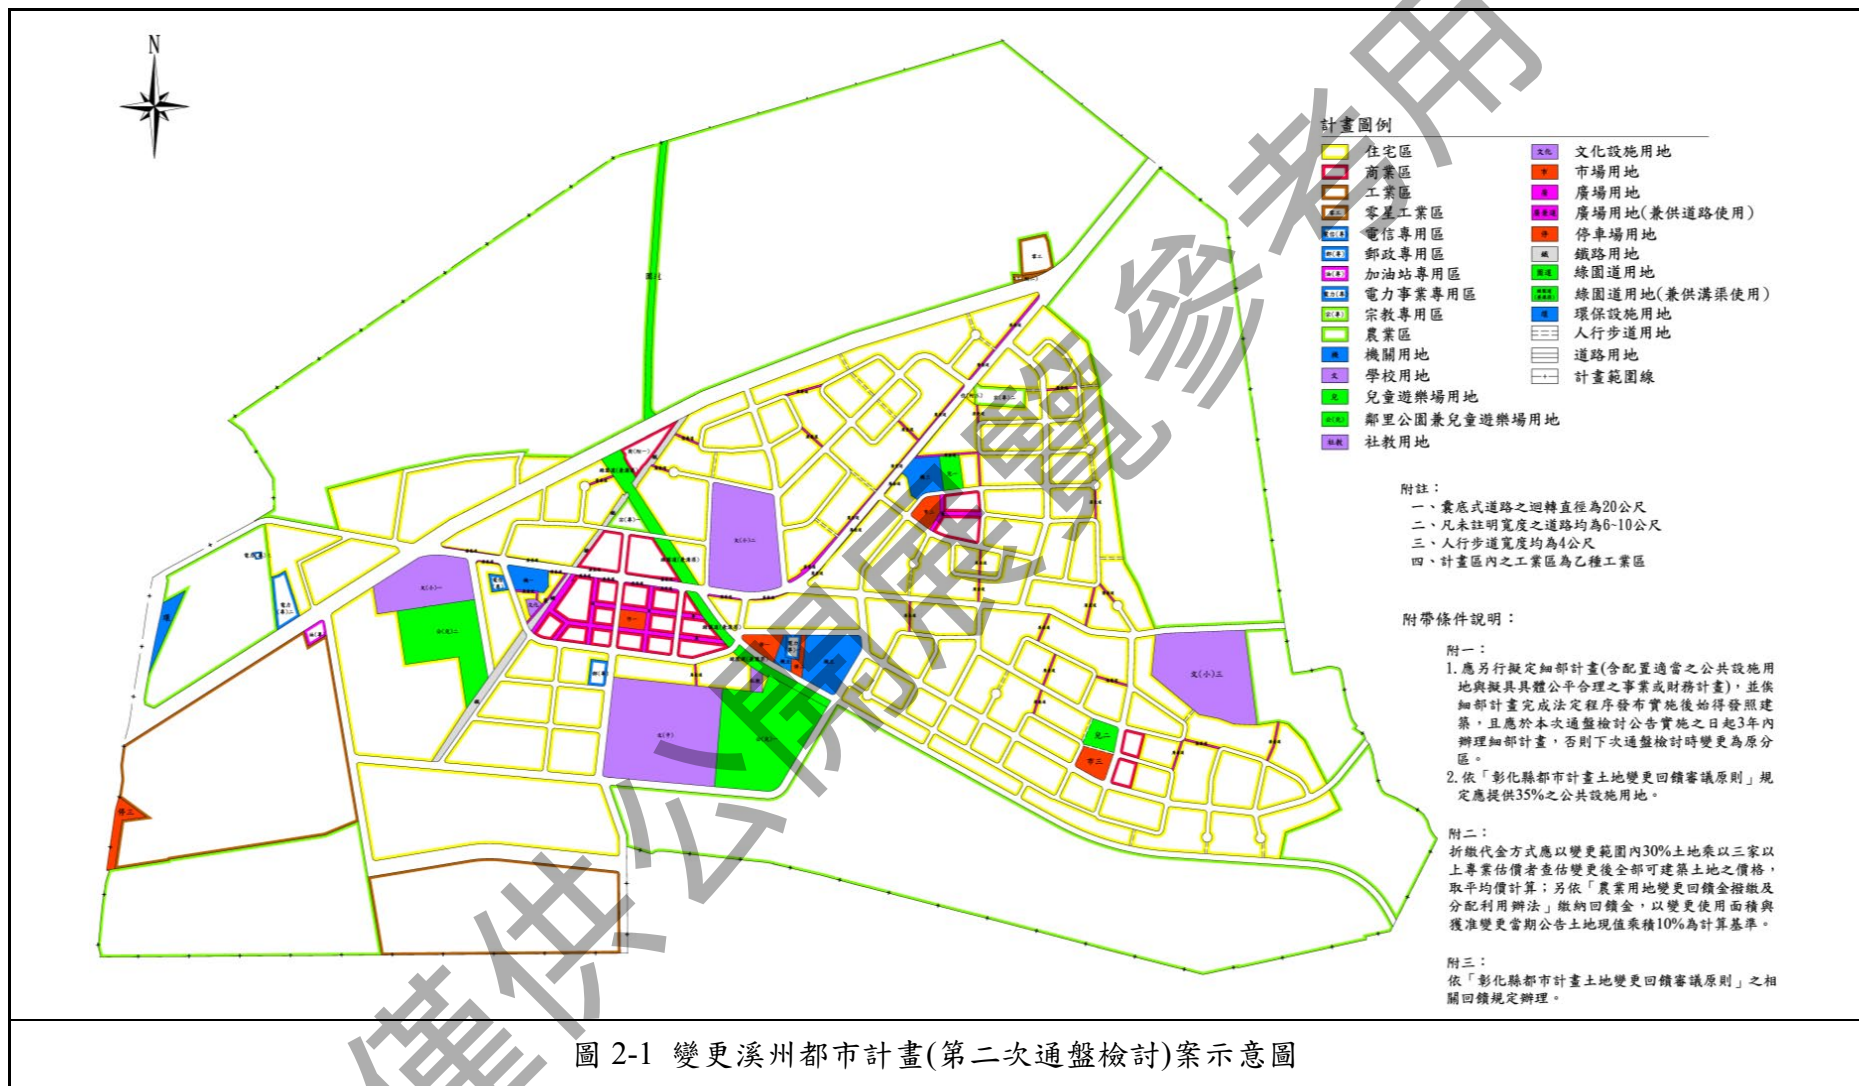 N
計畫圖例
住宅區
商業區
工業區
零星工業區
電信專用區
郵政專用區
加油站專用區
電力事業專用區
宗教專用區
農業區
機關用地
學校用地
兒童遊樂場用地
鄰里公園兼兒童遊樂場用地
社教用地
文化設施用地
市場用地
廣場用地
廣場用地(兼供道路使用)
停車場用地
鐵路用地
綠園道用地
綠園道用地(兼供溝渠使用)
環保設施用地
人行步道用地
道路用地
計畫範圍線
附註：
一、囊底式道路之迴轉直徑為20公尺
二、凡未註明寬度之道路均為6~10公尺
三、人行步道寬度均為4公尺
四、計畫區內之工業區為乙種工業區
附帶條件說明：
附一：
1. 應另行擬定細部計畫(含配置適當之公共設施用
地與擬具具體公平合理之事業或財務計畫)，並俟
細部計畫完成法定程序發布實施後始得發照建
築，且應於本次通盤檢討公告實施之日起3年內
辦理細部計畫，否則下次通盤檢討時變更為原分
區。
2. 依「彰化縣都市計畫土地變更回饋審議原則」規
定應提供35%之公共設施用地。
附二：
折繳代金方式應以變更範圍內30%土地乘以三家以
上專業估價者查估變更後全部可建築土地之價格，
取平均價計算；另依「農業用地變更回饋金撥繳及
分配利用辦法」繳納回饋金，以變更使用面積與
獲准變更當期公告土地現值乘積10%為計算基準。
附三：
依「彰化縣都市計畫土地變更回饋審議原則」之相
關回饋規定辦理。
文(小)一
公(兒)二
文(小)二
文(小)三
文(中)
公(兒)一
兒二
市三
市一
停三
僅供公開展覽參考用
圖 2-1 變更溪州都市計畫(第二次通盤檢討)案示意圖